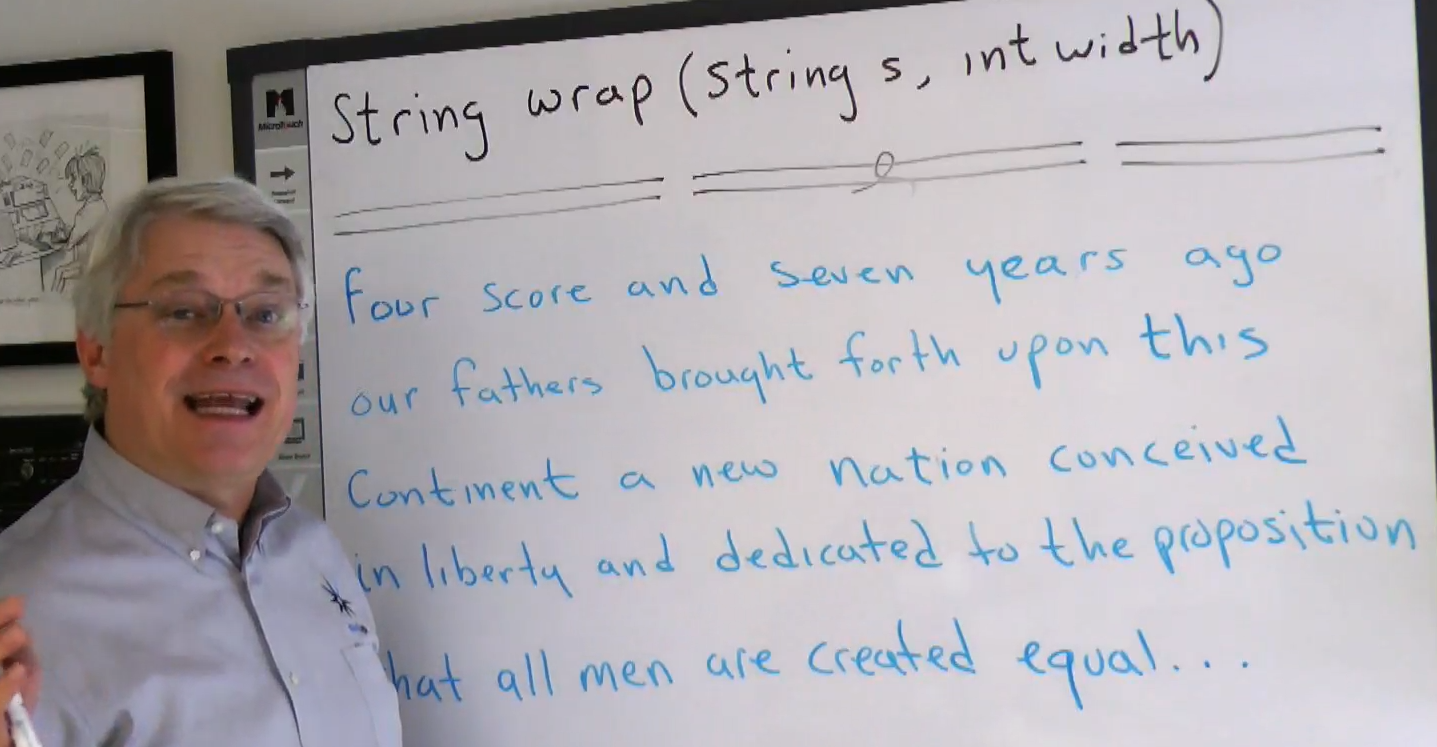 String wrap (String s, int width)
Four score and seven years ago
our fathers brought forth upon this
Continent a new nation conceived
in liberty and dedicated to the proposition
hat all men are created equal...
MicroTouch